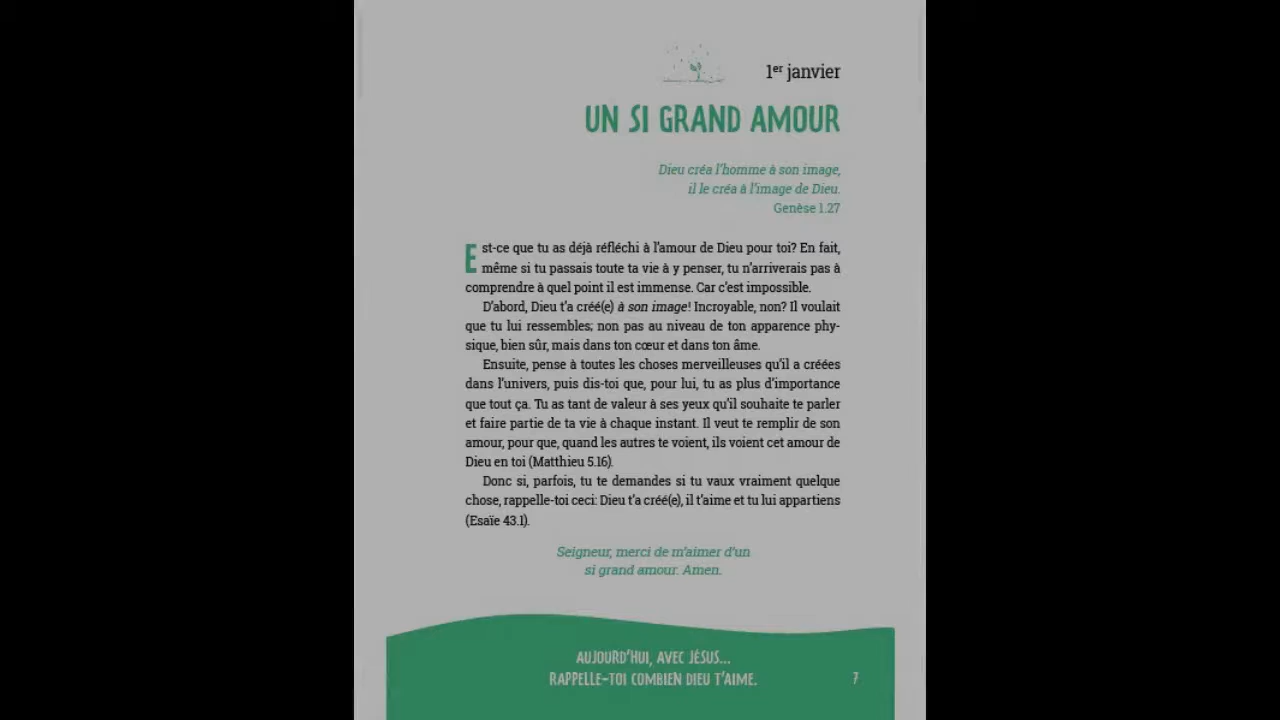 1er janvier
UN SI GRAND AMOUR
Dieu créa l'homme à son image,
il le créa à l'image de Dieu.
Genèse 1.27
Est-ce que tu as déjà réfléchi à l'amour de Dieu pour toi? En fait,
même si tu passais toute ta vie à y penser, tu n'arriverais pas à
comprendre à quel point il est immense. Car c'est impossible.
D'abord, Dieu t'a créé(e) à son image! Incroyable, non? Il voulait
que tu lui ressembles; non pas au niveau de ton apparence phy-
sique, bien sûr, mais dans ton cœur et dans ton âme.
Ensuite, pense à toutes les choses merveilleuses qu'il a créées
dans l'univers, puis dis-toi que, pour lui, tu as plus d'importance
que tout ça. Tu as tant de valeur à ses yeux qu'il souhaite te parler
et faire partie de ta vie à chaque instant. Il veut te remplir de son
amour, pour que, quand les autres te voient, ils voient cet amour de
Dieu en toi (Matthieu 5.16).
Donc si, parfois, tu te demandes si tu vaux vraiment quelque
chose, rappelle-toi ceci: Dieu t'a créé(e), il t'aime et tu lui appartiens
(Esaïe 43.1).
Seigneur, merci de m'aimer d'un
si grand amour. Amen.
AUJOURD'HUI, AVEC JÉSUS...
RAPPELLE-TOI COMBIEN DIEU T'AIME.
7